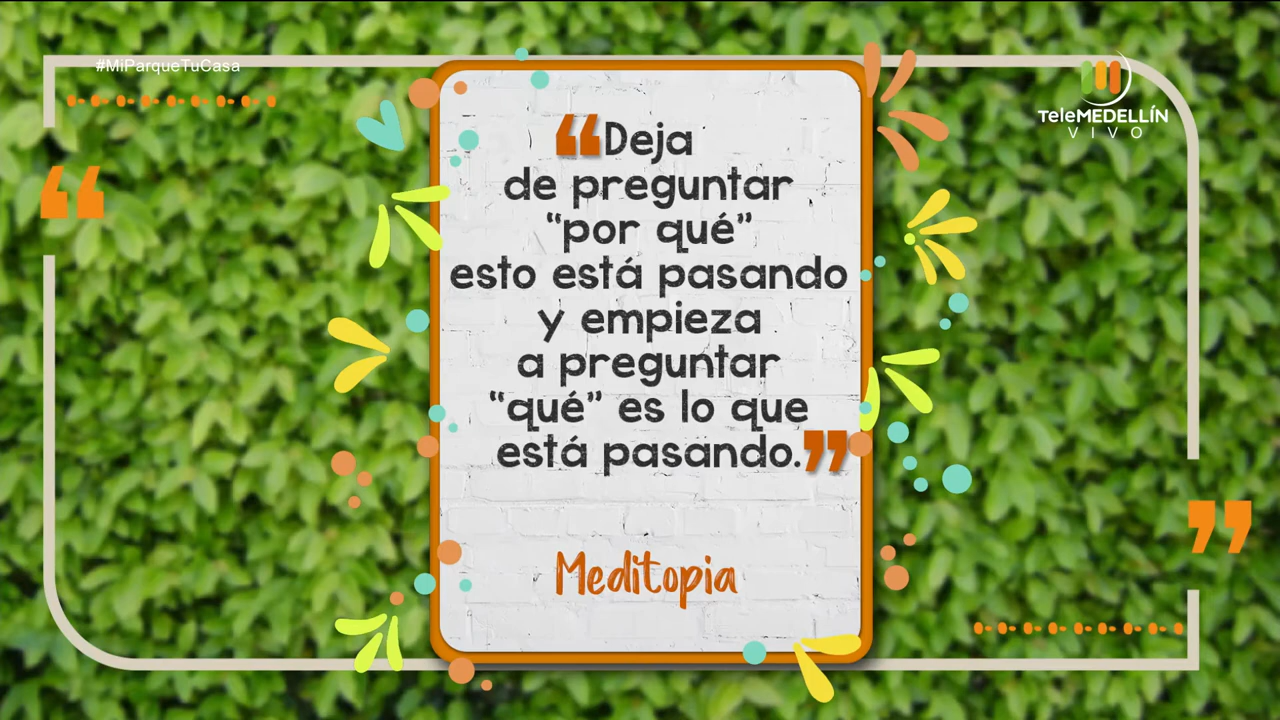 #MiParqueTuCasa
TeleMEDELLÍN
VIVO
“Deja
de preguntar
“por qué”
esto está pasando
y empieza
a preguntar
“qué” es lo que
está pasando.”
Meditopia